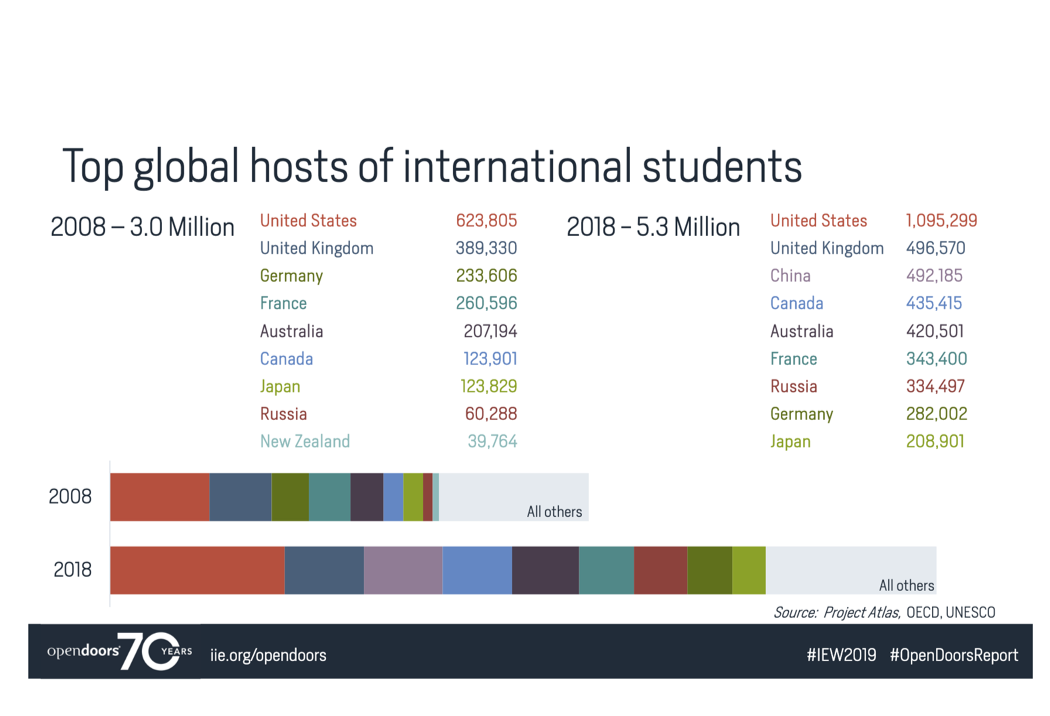 Top global hosts of international students
2008 – 3.0 Million
United States 623,805
United Kingdom 389,330
Germany 233,606
France 260,596
Australia 207,194
Canada 123,901
Japan 123,829
Russia 60,288
New Zealand 39,764
2018 – 5.3 Million
United States 1,095,299
United Kingdom 496,570
China 492,185
Canada 435,415
Australia 420,501
France 343,400
Russia 334,497
Germany 282,002
Japan 208,901
2008
All others
2018
All others
Source: Project Atlas, OECD, UNESCO
opendoors® 70 YEARS
iie.org/opendoors
#IEW2019 #OpenDoorsReport